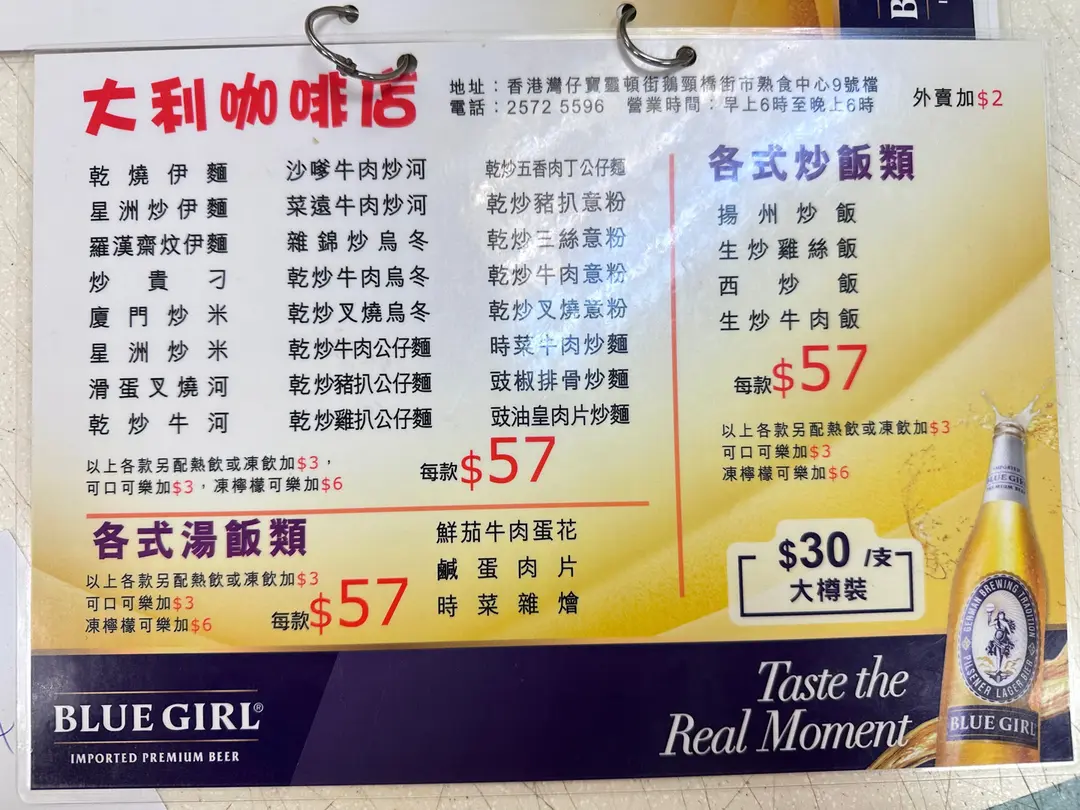 大利咖啡店
地址：香港灣仔寶靈頓街鵝頸橋街市熟食中心9號檔
電話：2572 5596 營業時間：早上6時至晚上6時
外賣加$2
乾燒伊麵
星洲炒伊麵
羅漢齋炆伊麵
炒貴刁
廈門炒米
星洲炒米
滑蛋叉燒河
乾炒牛河
沙嗲牛肉炒河
菜遠牛肉炒河
雜錦炒烏冬
乾炒牛肉烏冬
乾炒叉燒烏冬
乾炒牛肉公仔麵
乾炒豬扒公仔麵
乾炒雞扒公仔麵
乾炒五香肉丁公仔麵
乾炒豬扒意粉
乾炒三絲意粉
乾炒牛肉意粉
乾炒叉燒意粉
時菜牛肉炒麵
豉椒排骨炒麵
豉油皇肉片炒麵
以上各款另配熱飲或凍飲加$3，
可口可樂加$3，凍檸檬可樂加$6
每款$57
各式炒飯類
揚州炒飯
生炒雞絲飯
西炒飯
生炒牛肉飯
每款$57
以上各款另配熱飲或凍飲加$3
可口可樂加$3
凍檸檬可樂加$6
各式湯飯類
以上各款另配熱飲或凍飲加$3
可口可樂加$3
凍檸檬可樂加$6
每款$57
鮮茄牛肉蛋花
鹹蛋肉片
時菜雜燴
$30/支
大樽裝
BLUE GIRL®
IMPORTED PREMIUM BEER
Taste the
Real Moment
IMPORTED
BLUE GIRL
PREMIUM BEER
GERMAN BREWING TRADITION
PILSENER LAGER BIER
BLUE GIRL